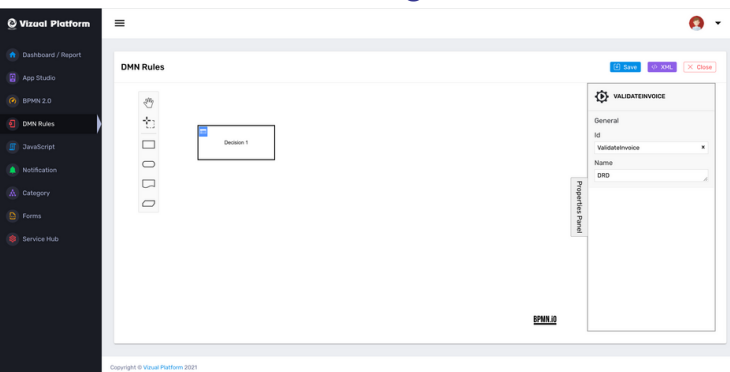 Vizual Platform
Dashboard / Report
App Studio
BPMN 2.0
DMN Rules
JavaScript
Notification
Category
Forms
Service Hub
DMN Rules
Save
XML
Close
Decision 1
Properties Panel
VALIDATEINVOICE
General
Id
ValidateInvoice
Name
DRD
BPMN.iO
Copyright © Vizual Platform 2021